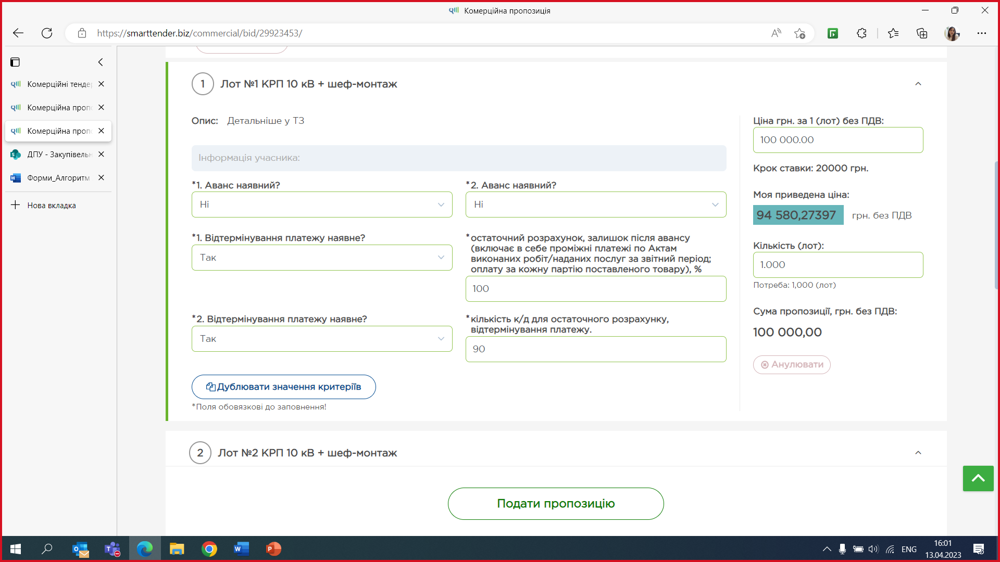 Комерційна пропозиція
https://smarttender.biz/commercial/bid/29923453/
Комерційні тенде
Комерційна проп
Комерційна проп
ДПУ - Закупівель
Форми_Алгоритм
Нова вкладка
1 Лот №1 КРП 10 кВ + шеф-монтаж
Опис: Детальніше у ТЗ
Інформація учасника:
*1. Аванс наявний?
Ні
*2. Аванс наявний?
Ні
*1. Відтермінування платежу наявне?
Так
*остаточний розрахунок, залишок після авансу
(включає в себе проміжні платежі по Актам
виконаних робіт/наданих послуг за звітний період;
оплату за кожну партію поставленого товару), %
100
*2. Відтермінування платежу наявне?
Так
*кількість к/д для остаточного розрахунку,
відтермінування платежу.
90
Дублювати значення критеріїв
*Поля обовязкові до заповнення!
Ціна грн. за 1 (лот) без ПДВ:
100 000.00
Крок ставки: 20000 грн.
Моя приведена ціна:
94 580,27397 грн. без ПДВ
Кількість (лот):
1.000
Потреба: 1,000 (лот)
Сума пропозиції, грн. без ПДВ:
100 000,00
Анулювати
2 Лот №2 КРП 10 кВ + шеф-монтаж
Подати пропозицію
ENG
16:01
13.04.2023